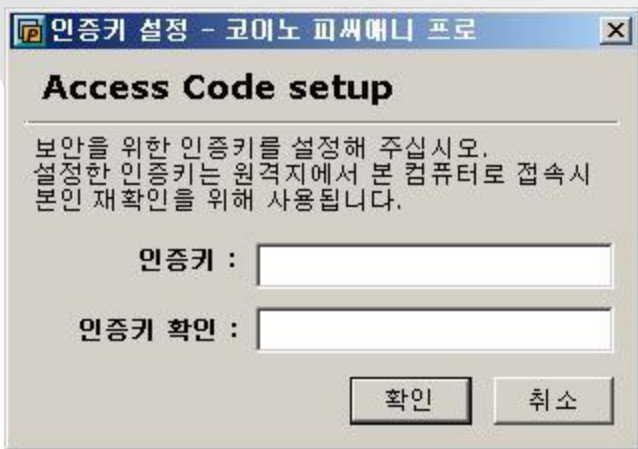 인증키 설정 - 코이노 피씨애니 프로
Access Code setup
보안을 위한 인증키를 설정해 주십시오.
설정한 인증키는 원격지에서 본 컴퓨터로 접속시
본인 재확인을 위해 사용됩니다.
인증키 :
인증키 확인 :
확인 취소